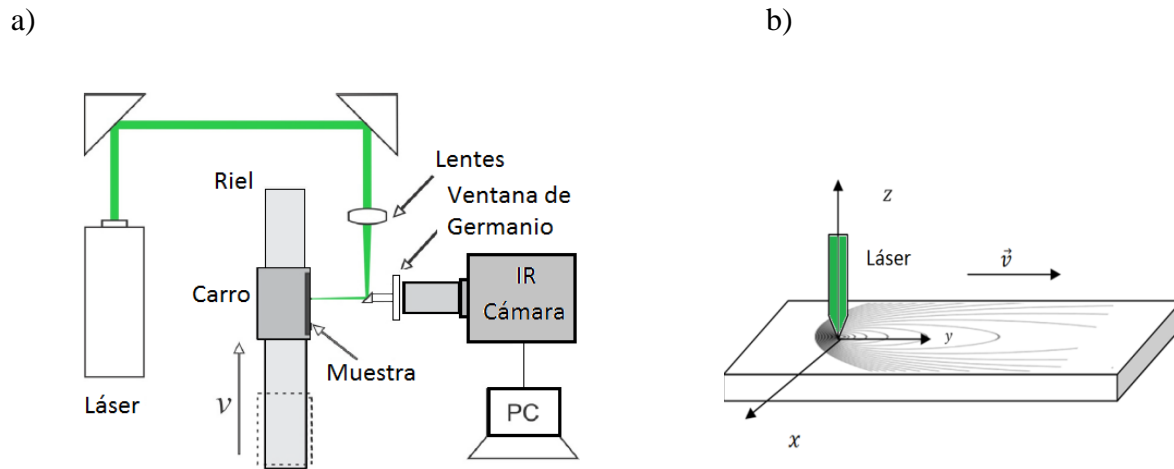 a)
b)
Lentes
Riel
Ventana de
Germanio
IR
Cámara
Carro
Muestra
Láser
v
PC
z
Láser
v⃗
y
x